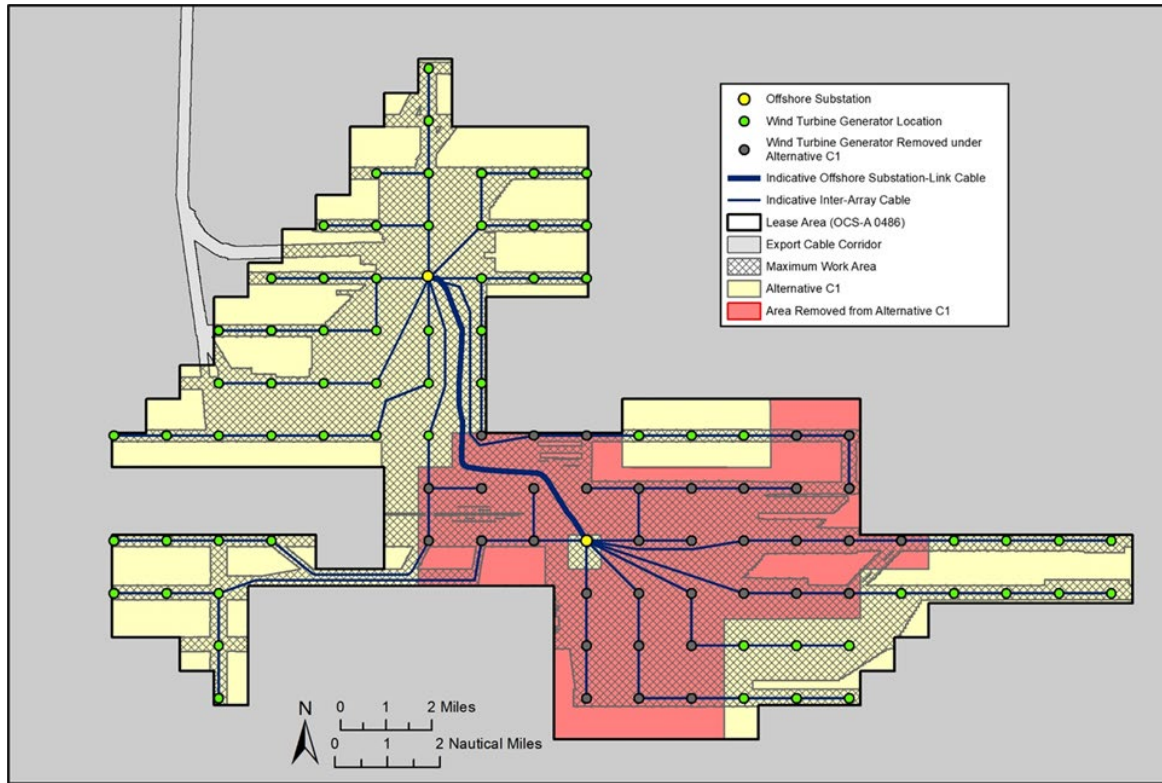 Offshore Substation
Wind Turbine Generator Location
Wind Turbine Generator Removed under
Alternative C1
Indicative Offshore Substation-Link Cable
Indicative Inter-Array Cable
Lease Area (OCS-A 0486)
Export Cable Corridor
Maximum Work Area
Alternative C1
Area Removed from Alternative C1
N
0 1 2 Miles
0 1 2 Nautical Miles